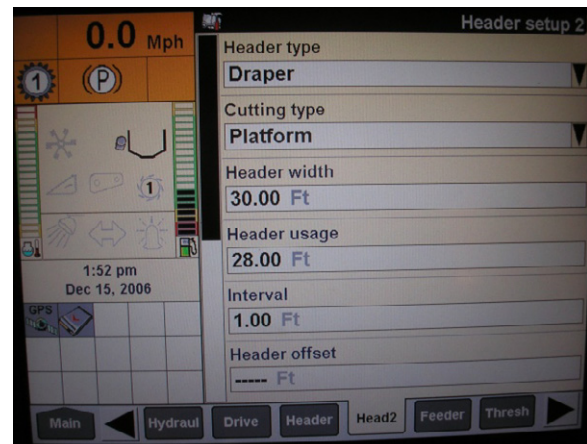 Header setup 2
0.0 Mph
1
(P)
1
1:52 pm
Dec 15, 2006
GPS
Header type
Draper
Cutting type
Platform
Header width
30.00 Ft
Header usage
28.00 Ft
Interval
1.00 Ft
Header offset
----- Ft
Main
Hydraul
Drive
Header
Head2
Feeder
Thresh